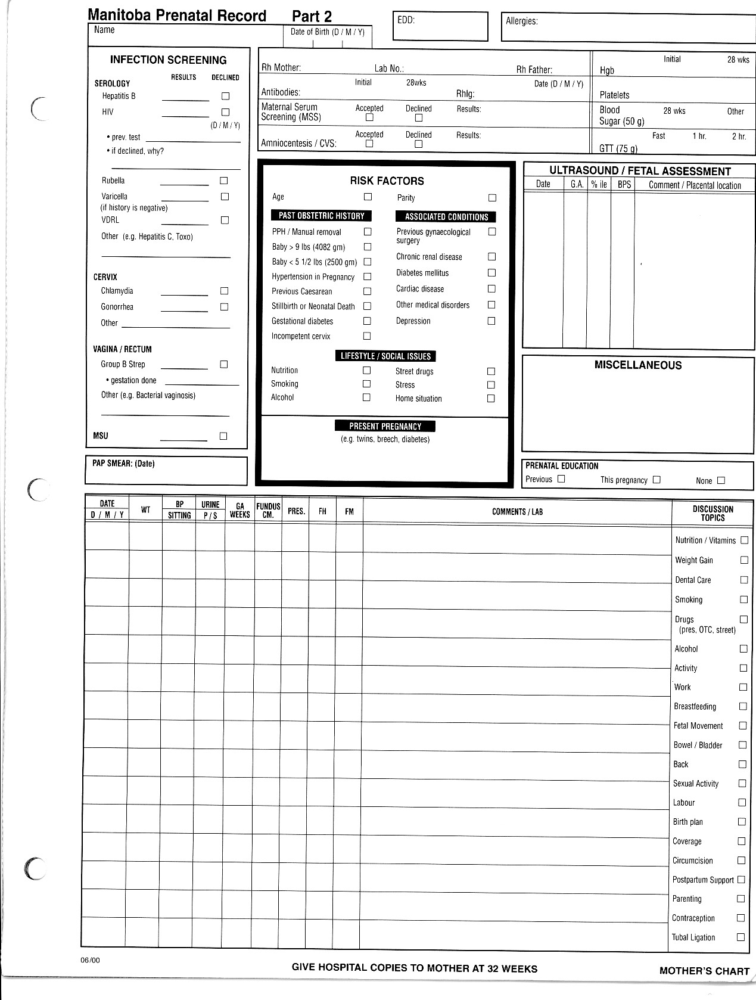 Manitoba Prenatal Record Part 2
Name
Date of Birth (D / M / Y)
EDD:
Allergies:
INFECTION SCREENING
RESULTS DECLINED
SEROLOGY
Hepatitis B
HIV
(D / M / Y)
• prev. test
• if declined, why?
Rubella
Varicella
(if history is negative)
VDRL
Other (e.g. Hepatitis C, Toxo)
CERVIX
Chlamydia
Gonorrhea
Other
VAGINA / RECTUM
Group B Strep
• gestation done
Other (e.g. Bacterial vaginosis)
MSU
PAP SMEAR: (Date)
Rh Mother: Lab No.: Rh Father:
Initial 28wks Date (D / M / Y)
Antibodies: RhIg:
Maternal Serum Accepted Declined Results:
Screening (MSS)
Accepted Declined Results:
Amniocentesis / CVS:
Initial 28 wks
Hgb
Platelets
Blood 28 wks Other
Sugar (50 g)
Fast 1 hr. 2 hr.
GTT (75 g)
RISK FACTORS
Age Parity
PAST OBSTETRIC HISTORY
PPH / Manual removal
Baby > 9 lbs (4082 gm)
Baby < 5 1/2 lbs (2500 gm)
Hypertension in Pregnancy
Previous Caesarean
Stillbirth or Neonatal Death
Gestational diabetes
Incompetent cervix
ASSOCIATED CONDITIONS
Previous gynaecological
surgery
Chronic renal disease
Diabetes mellitus
Cardiac disease
Other medical disorders
Depression
LIFESTYLE / SOCIAL ISSUES
Nutrition Street drugs
Smoking Stress
Alcohol Home situation
PRESENT PREGNANCY
(e.g. twins, breech, diabetes)
ULTRASOUND / FETAL ASSESSMENT
Date G.A. % ile BPS Comment / Placental location
MISCELLANEOUS
PRENATAL EDUCATION
Previous This pregnancy None
DATE
D / M / Y
WT
BP
SITTING
URINE
P / S
GA
WEEKS
FUNDUS
CM.
PRES.
FH
FM
COMMENTS / LAB
DISCUSSION
TOPICS
Nutrition / Vitamins
Weight Gain
Dental Care
Smoking
Drugs
(pres, OTC, street)
Alcohol
Activity
Work
Breastfeeding
Fetal Movement
Bowel / Bladder
Back
Sexual Activity
Labour
Birth plan
Coverage
Circumcision
Postpartum Support
Parenting
Contraception
Tubal Ligation
06/00
GIVE HOSPITAL COPIES TO MOTHER AT 32 WEEKS
MOTHER'S CHART